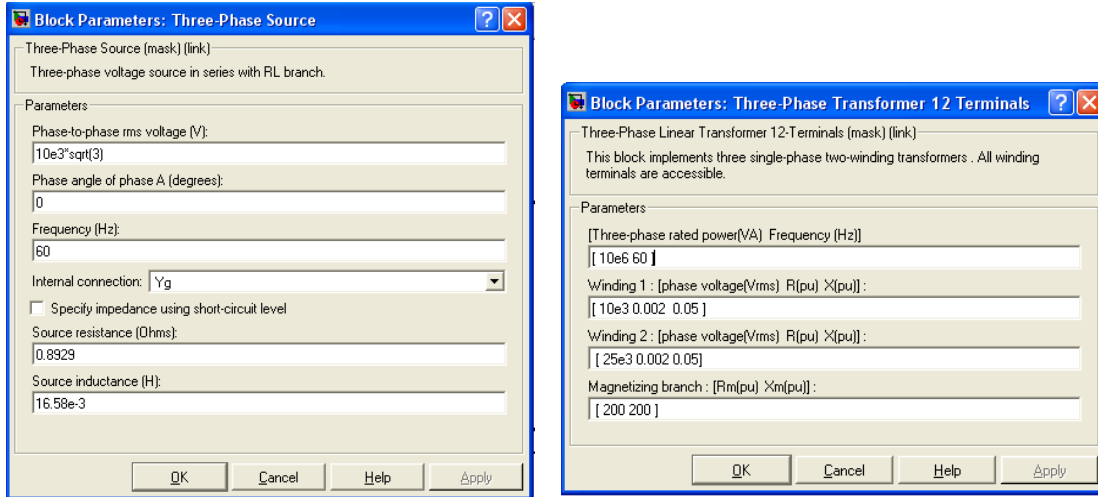 Block Parameters: Three-Phase Source
Three-Phase Source (mask) (link)
Three-phase voltage source in series with RL branch.
Parameters
Phase-to-phase rms voltage (V):
10e3*sqrt(3)
Phase angle of phase A (degrees):
0
Frequency (Hz):
60
Internal connection: Yg
Specify impedance using short-circuit level
Source resistance (Ohms):
0.8929
Source inductance (H):
16.58e-3
OK Cancel Help Apply
Block Parameters: Three-Phase Transformer 12 Terminals
Three-Phase Linear Transformer 12-Terminals (mask) (link)
This block implements three single-phase two-winding transformers . All winding
terminals are accessible.
Parameters
[Three-phase rated power(VA) Frequency (Hz)]
[ 10e6 60 ]
Winding 1 : [phase voltage(Vrms) R(pu) X(pu)] :
[ 10e3 0.002 0.05 ]
Winding 2 : [phase voltage(Vrms) R(pu) X(pu)] :
[ 25e3 0.002 0.05]
Magnetizing branch : [Rm(pu) Xm(pu)] :
[ 200 200 ]
OK Cancel Help Apply